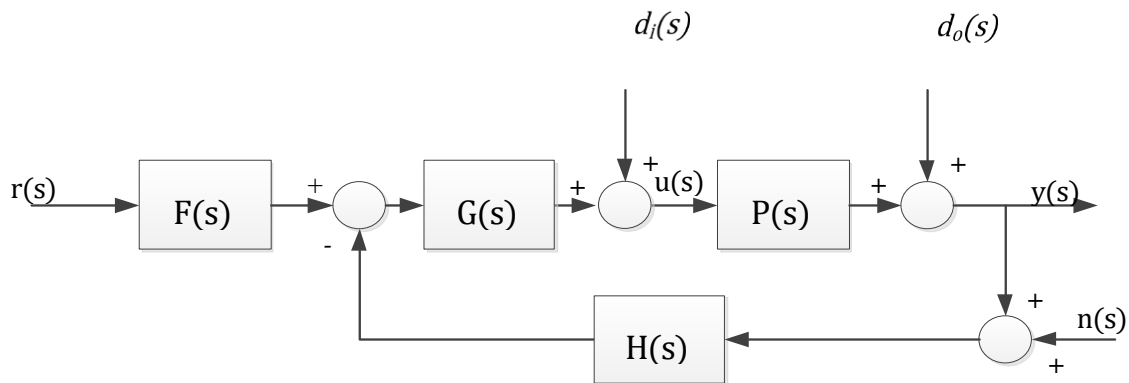 dᵢ(s)
dₒ(s)
r(s)
F(s)
+
-
G(s)
+
+
u(s)
P(s)
+
+
y(s)
H(s)
+
n(s)
+